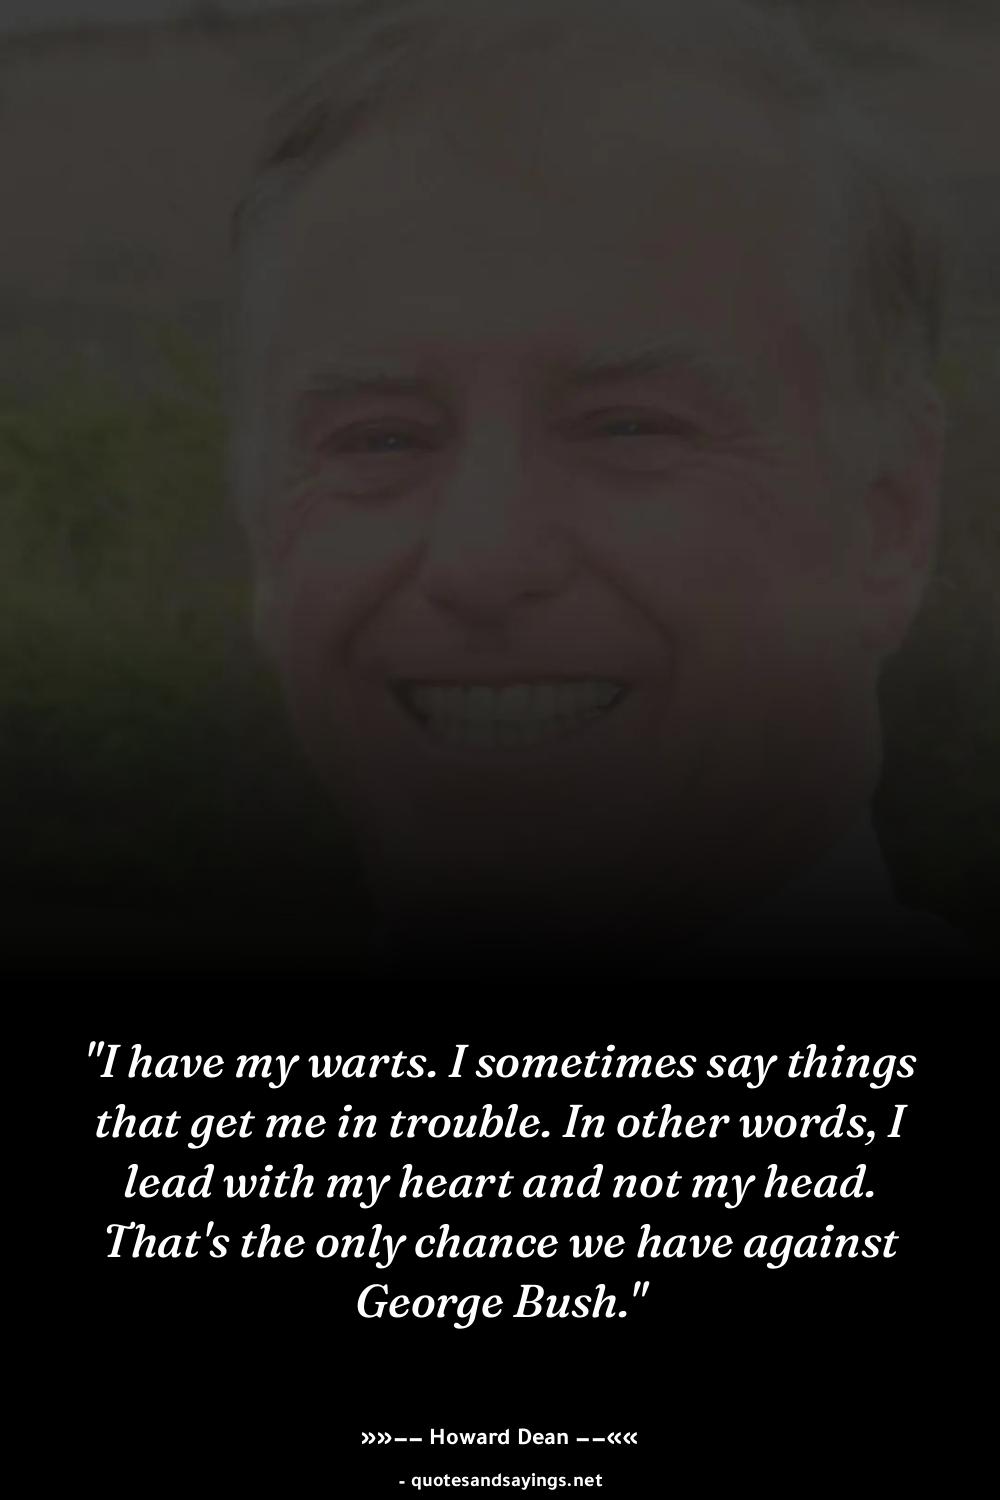 "I have my warts. I sometimes say things
that get me in trouble. In other words, I
lead with my heart and not my head.
That's the only chance we have against
George Bush."
»»−− Howard Dean −−««
- quotesandsayings.net